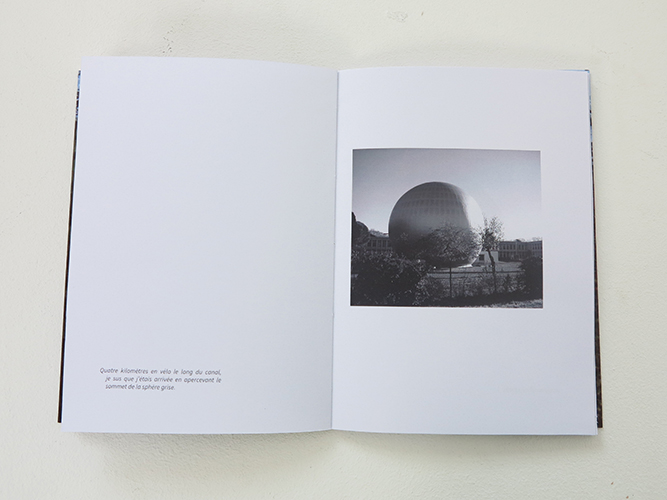 Quatre kilomètres en vélo le long du canal,
je sus que j'étais arrivée en apercevant le
sommet de la sphère grise.